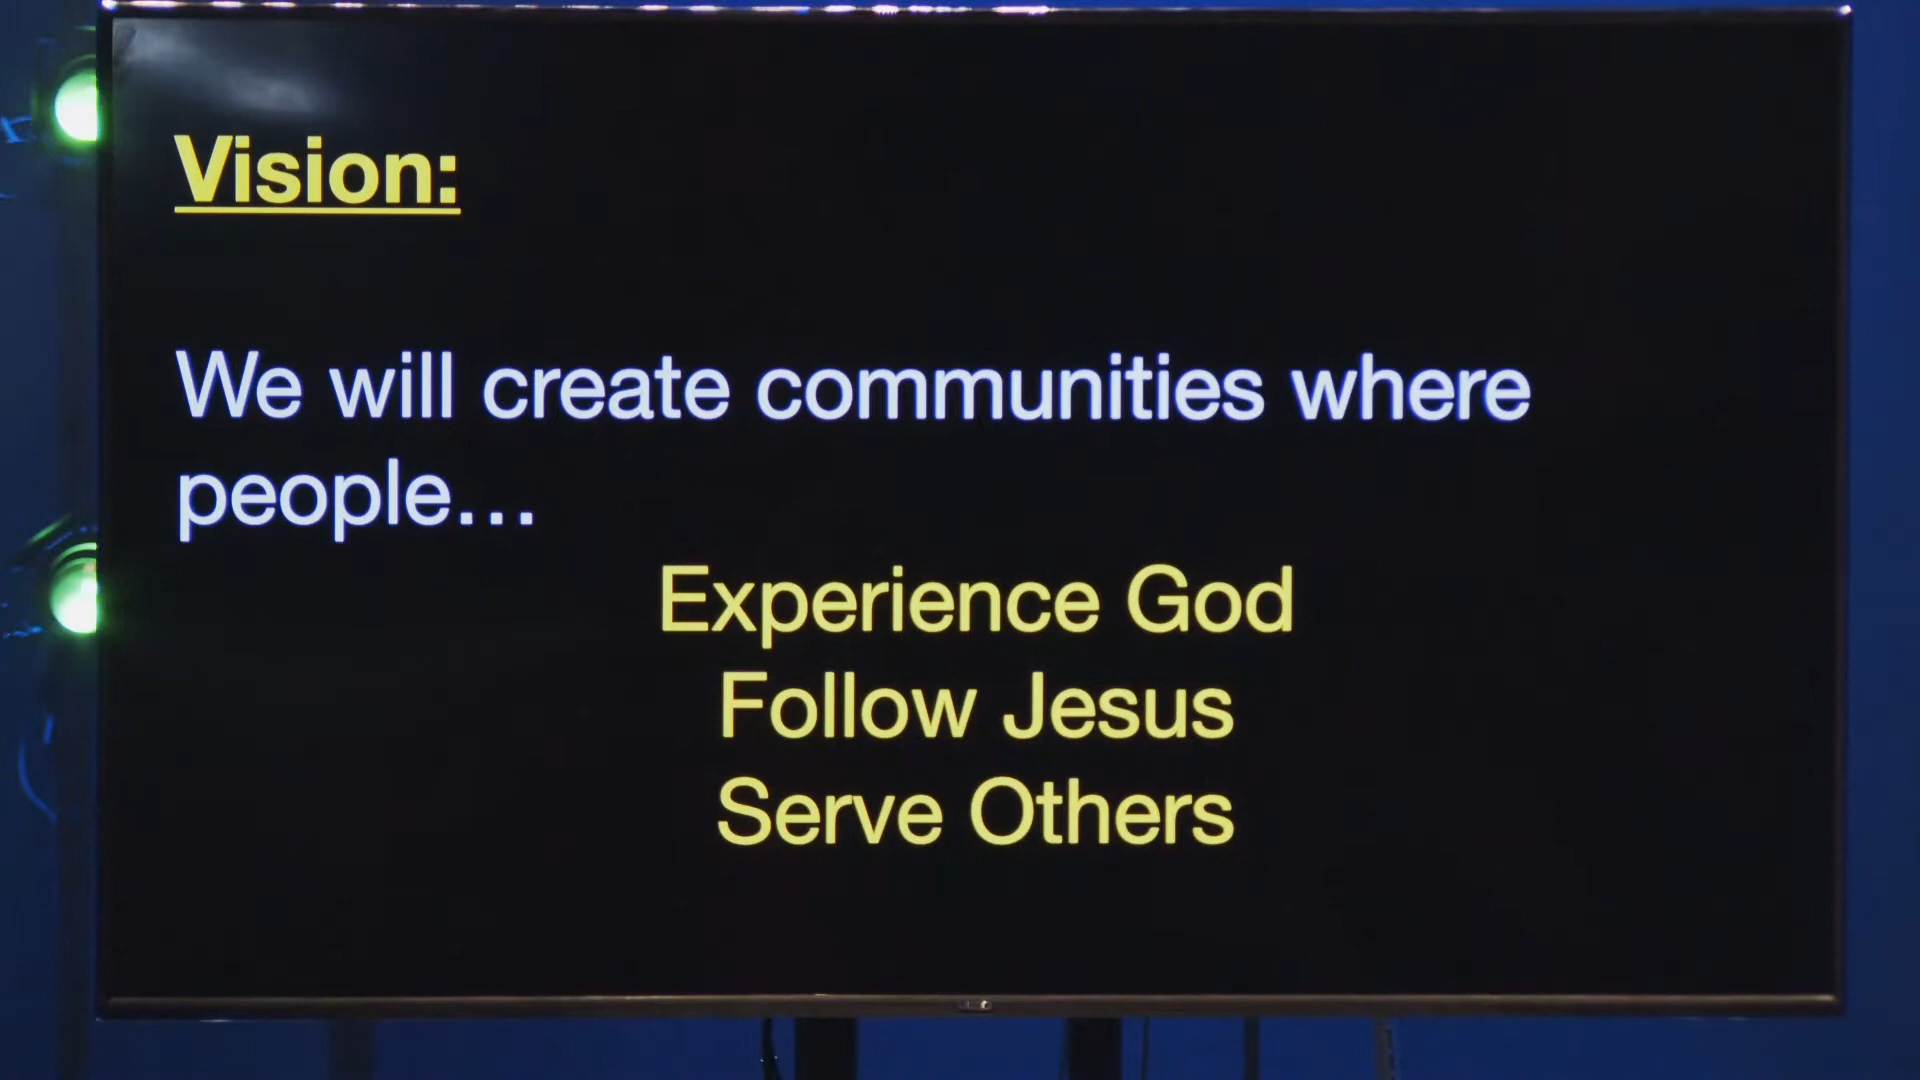 Vision:
We will create communities where
people…
Experience God
Follow Jesus
Serve Others